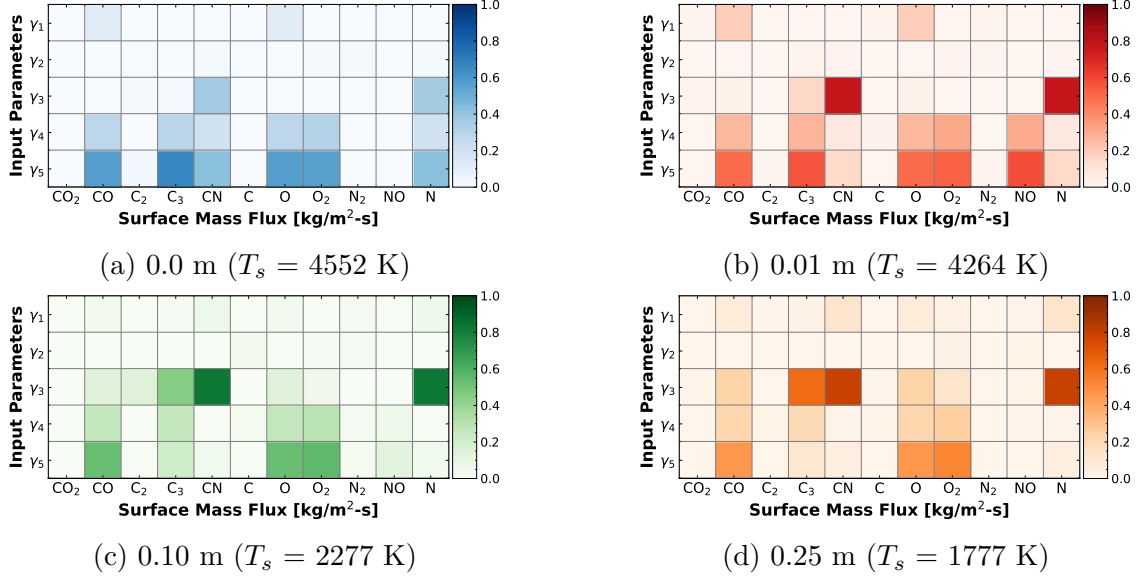 Input Parameters
γ1
γ2
γ3
γ4
γ5
CO2 CO C2 C3 CN C O O2 N2 NO N
Surface Mass Flux [kg/m²-s]
1.0
0.8
0.6
0.4
0.2
0.0
(a) 0.0 m (Ts = 4552 K)
Input Parameters
γ1
γ2
γ3
γ4
γ5
CO2 CO C2 C3 CN C O O2 N2 NO N
Surface Mass Flux [kg/m²-s]
1.0
0.8
0.6
0.4
0.2
0.0
(b) 0.01 m (Ts = 4264 K)
Input Parameters
γ1
γ2
γ3
γ4
γ5
CO2 CO C2 C3 CN C O O2 N2 NO N
Surface Mass Flux [kg/m²-s]
1.0
0.8
0.6
0.4
0.2
0.0
(c) 0.10 m (Ts = 2277 K)
Input Parameters
γ1
γ2
γ3
γ4
γ5
CO2 CO C2 C3 CN C O O2 N2 NO N
Surface Mass Flux [kg/m²-s]
1.0
0.8
0.6
0.4
0.2
0.0
(d) 0.25 m (Ts = 1777 K)